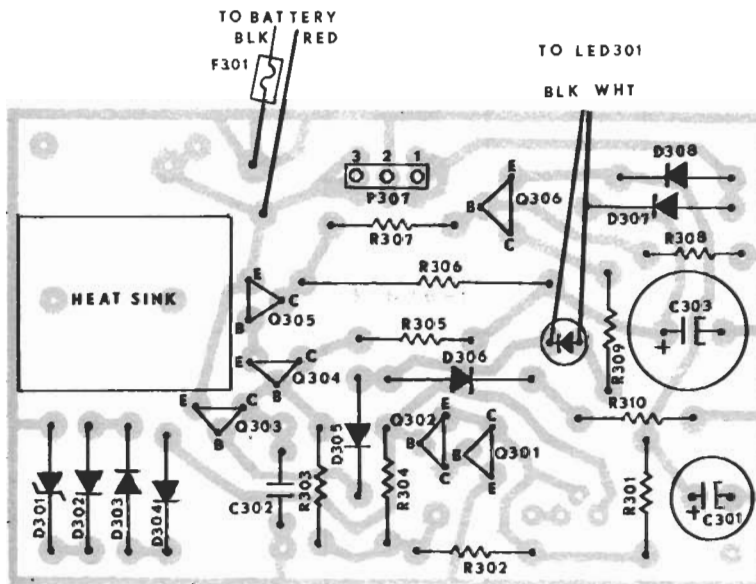 TO BATTERY
BLK RED
F301
TO LED301
BLK WHT
D308
3 2 1
P307
E
Q306
B
C
D307
R307
R308
R306
HEAT SINK
E
C
B
Q305
C303
+
R305
R309
D306
E
C
B
Q304
E
C
B
Q303
R310
D305
Q302
E
B
C
C
B
Q301
E
D301
D302
D303
D304
C302
R303
R304
R301
+
C301
R302